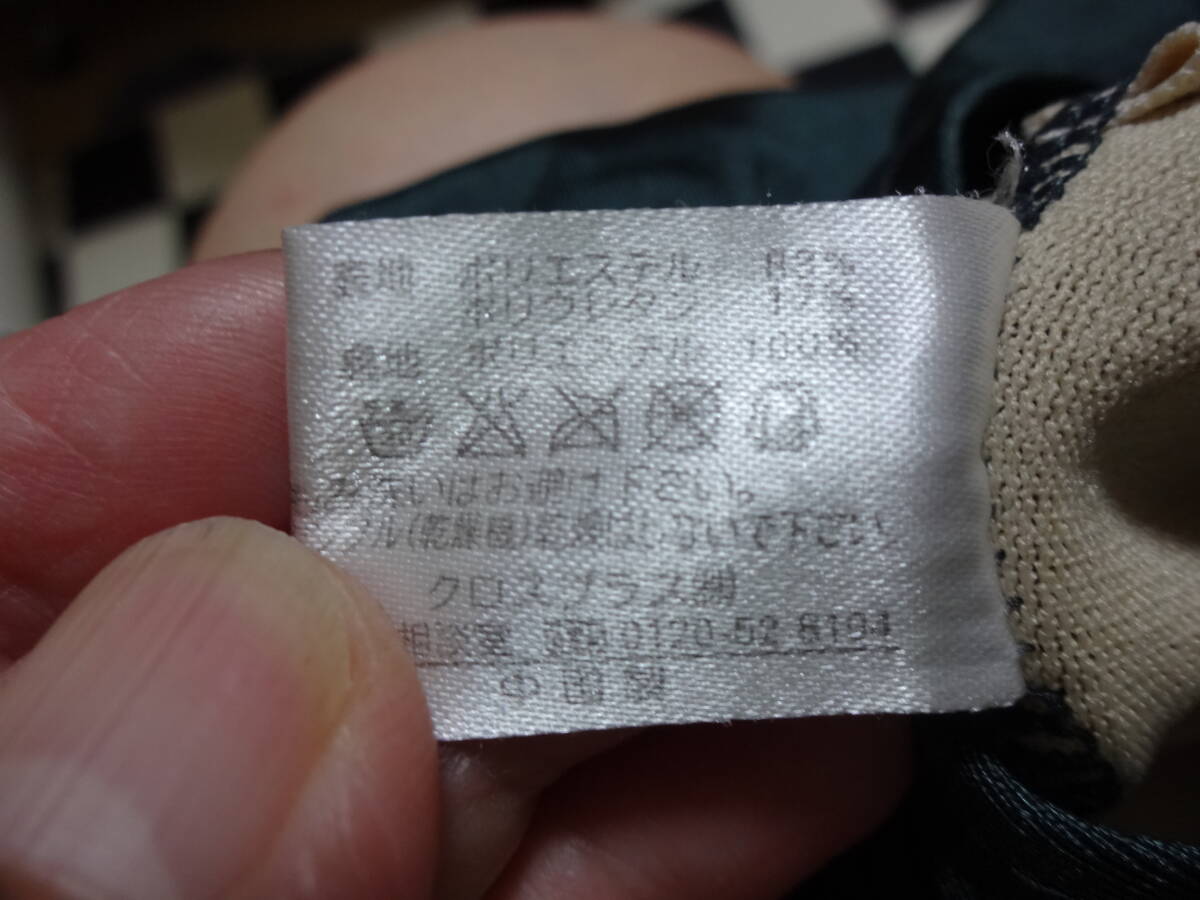 表地 ポリエステル 83%
ポリウレタン 17%
裏地 ポリエステル 100%
いはお避け下さい。
ル(乾燥機)乾燥はしないで下さい
クロスプラス㈱
相談室 0120-52-8194
中国製